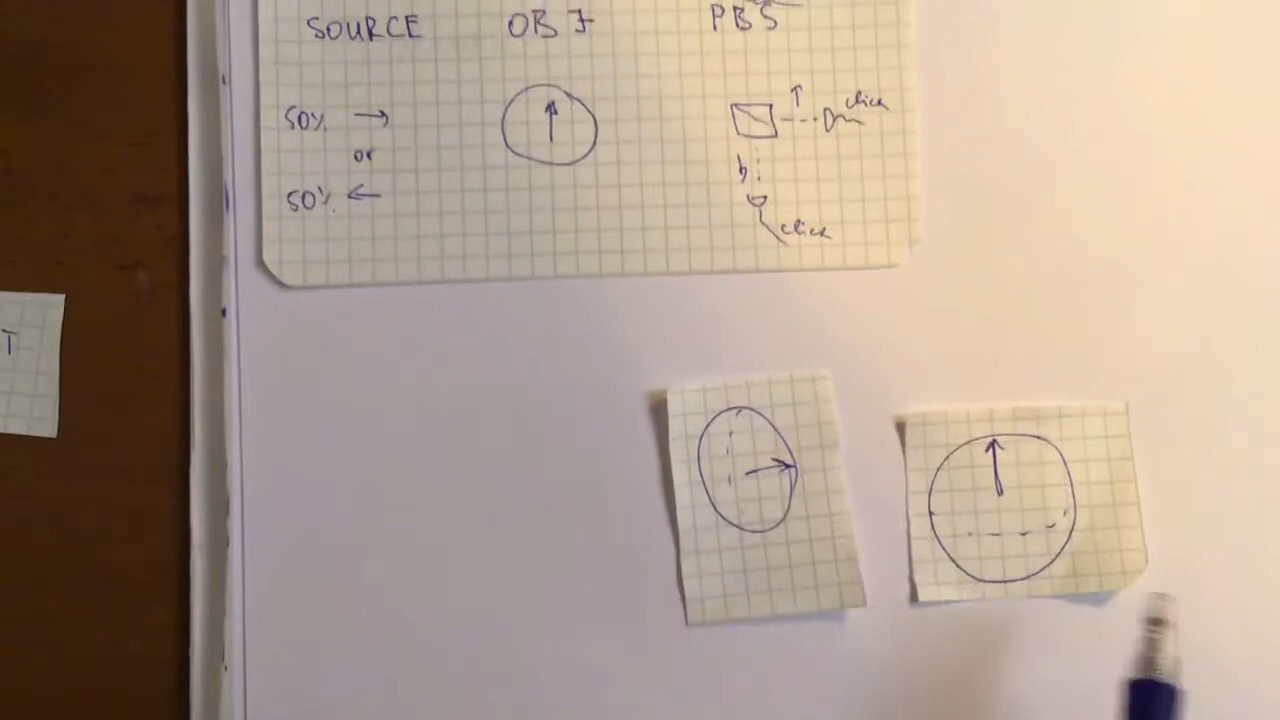 SOURCE OBJ PBS
50% → ↑ click
or
50% ←
click
T